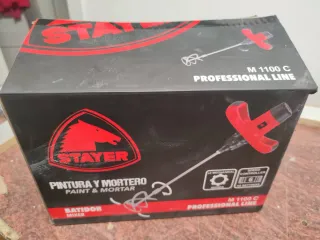 STAYER
M 1100 C
PROFESSIONAL LINE
STAYER
PINTURA Y MORTERO
PAINT & MORTAR
BATIDOR
MIXER
M 1100 C
PROFESSIONAL LINE